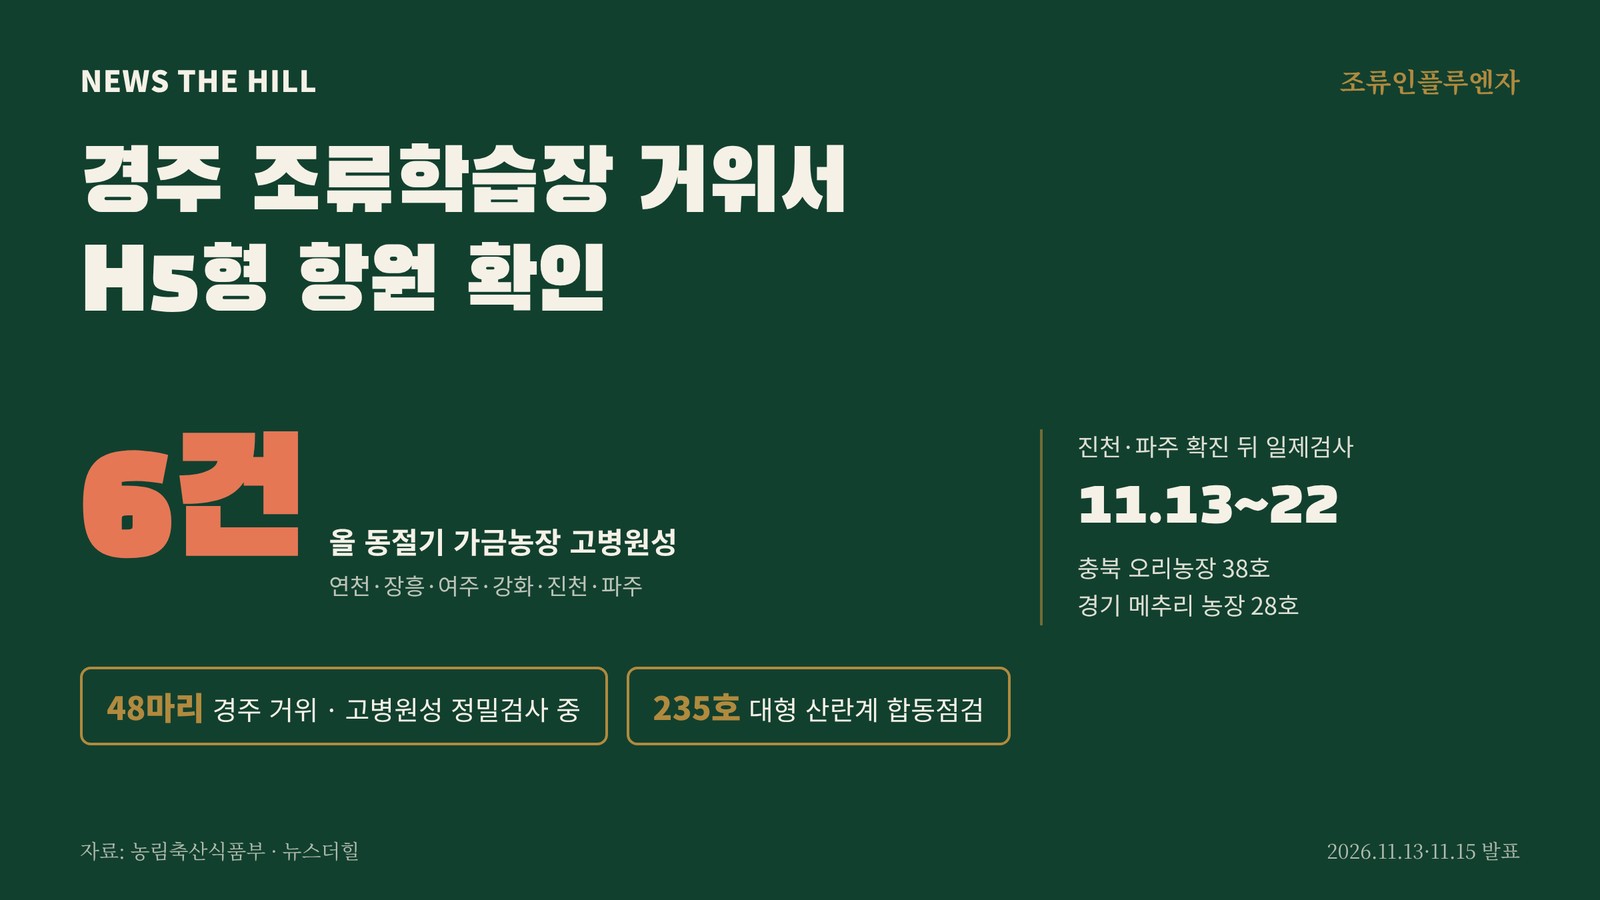 NEWS THE HILL
조류인플루엔자
경주 조류학습장 거위서
H5형 항원 확인
6건
올 동절기 가금농장 고병원성
연천·장흥·여주·강화·진천·파주
진천·파주 확진 뒤 일제검사
11.13~22
충북 오리농장 38호
경기 메추리 농장 28호
48마리 경주 거위 · 고병원성 정밀검사 중
235호 대형 산란계 합동점검
자료: 농림축산식품부 · 뉴스더힐
2026.11.13·11.15 발표